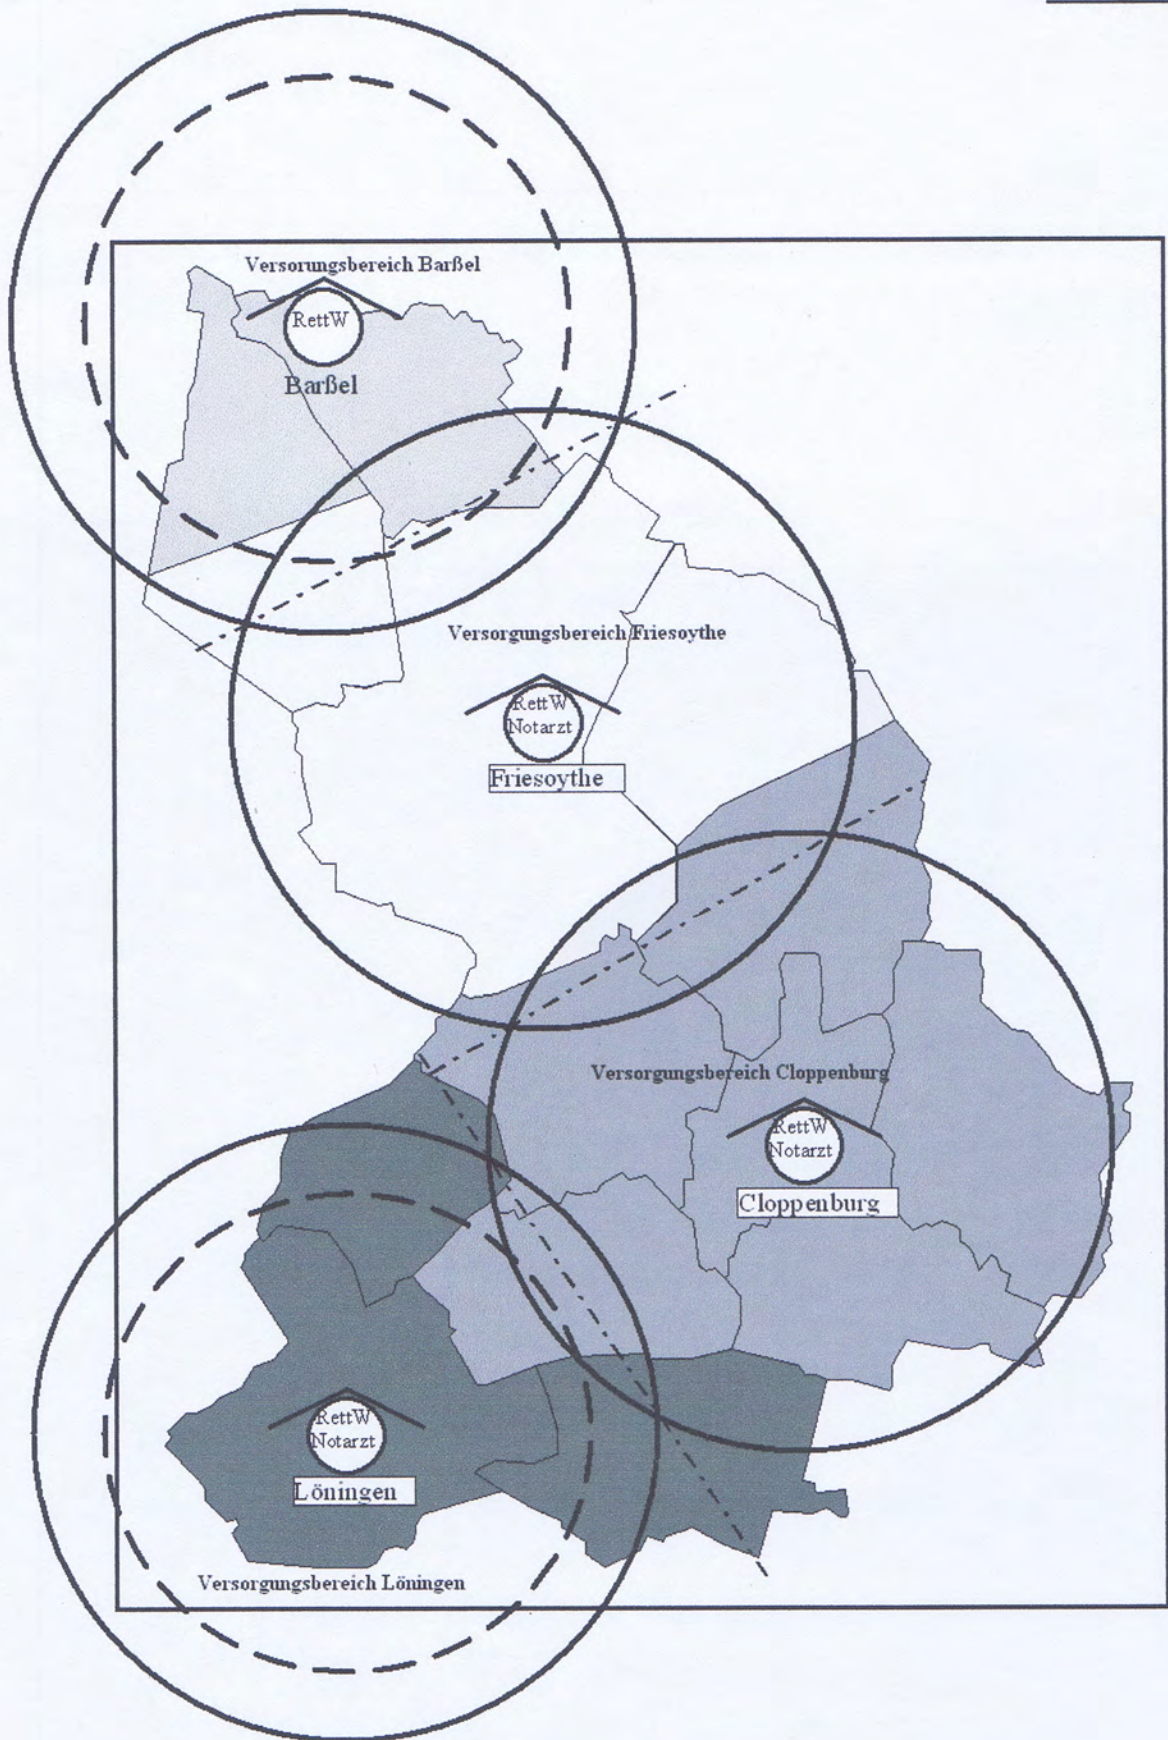 Versorungsbereich Barßel
RettW
Barßel
Versorgungsbereich Friesoythe
RettW
Notarzt
Friesoythe
Versorgungsbereich Cloppenburg
RettW
Notarzt
Cloppenburg
RettW
Notarzt
Löningen
Versorgungsbereich Löningen